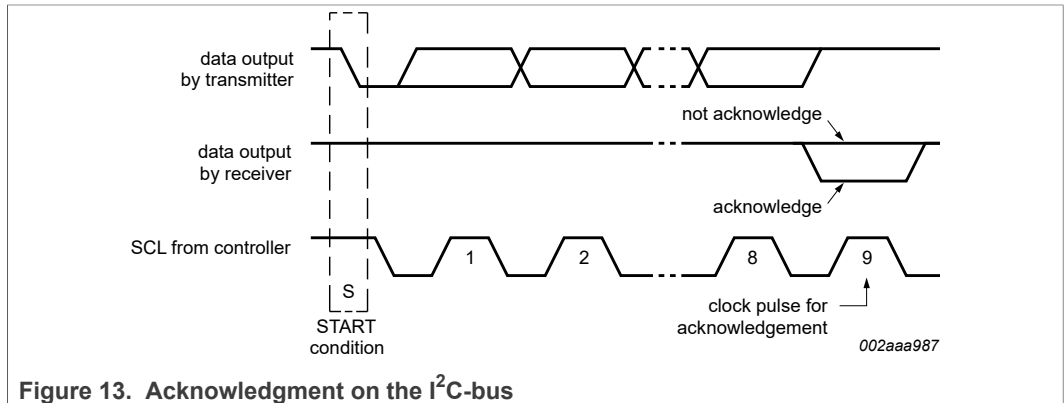 data output
by transmitter
not acknowledge
data output
by receiver
acknowledge
SCL from controller
1
2
8
9
S
START
condition
clock pulse for
acknowledgement
002aaa987
Figure 13. Acknowledgment on the I²C-bus